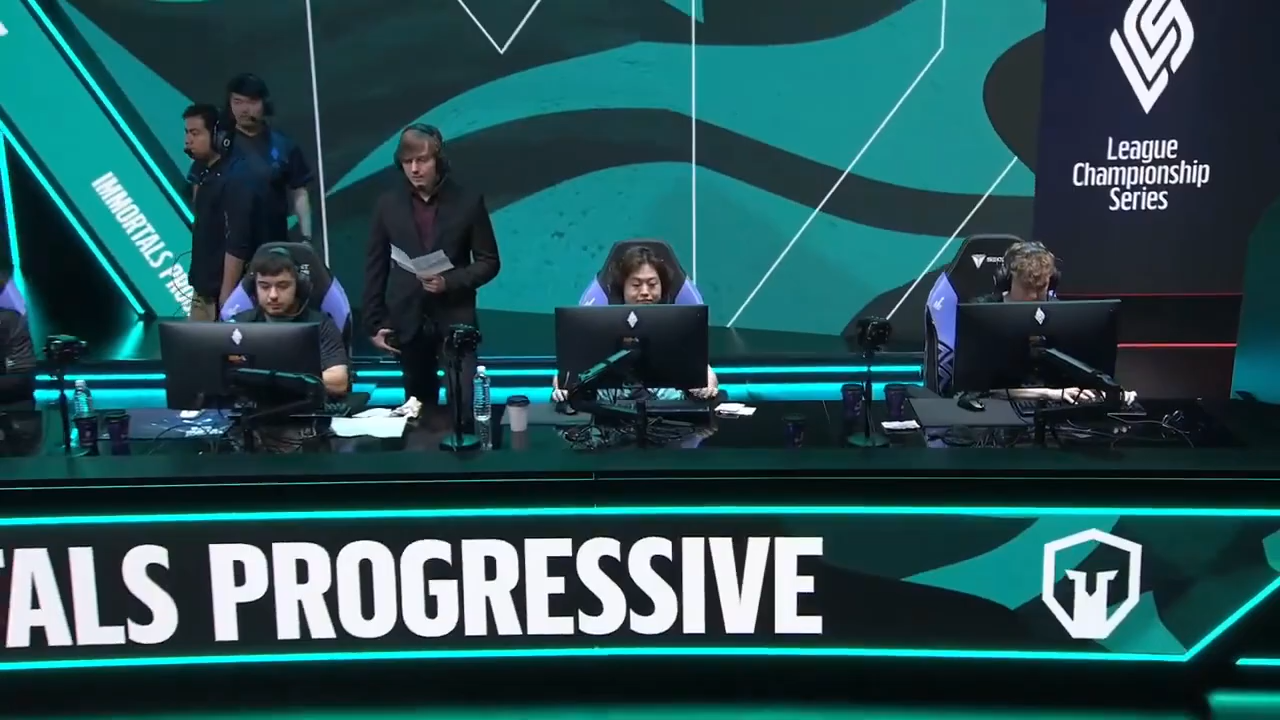 IMMORTALS PRO
League
Championship
Series
TALS PROGRESSIVE